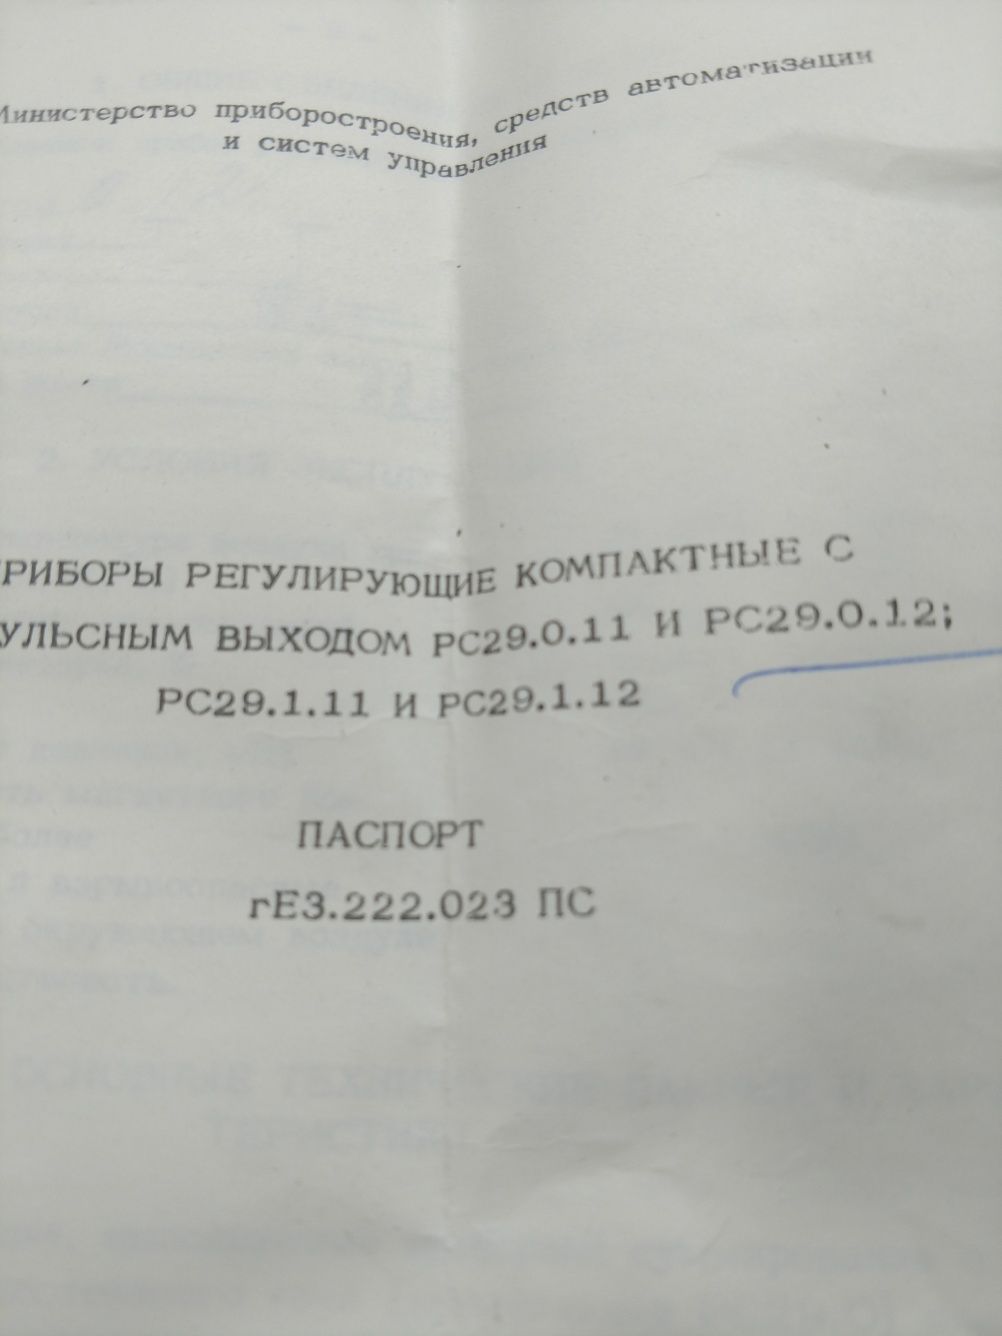 Министерство приборостроения, средств автоматизации
и систем управления
РИБОРЫ РЕГУЛИРУЮЩИЕ КОМПАКТНЫЕ С
УЛЬСНЫМ ВЫХОДОМ РС29.0.11 И РС29.0.12;
РС29.1.11 И РС29.1.12
ПАСПОРТ
гЕ3.222.023 ПС